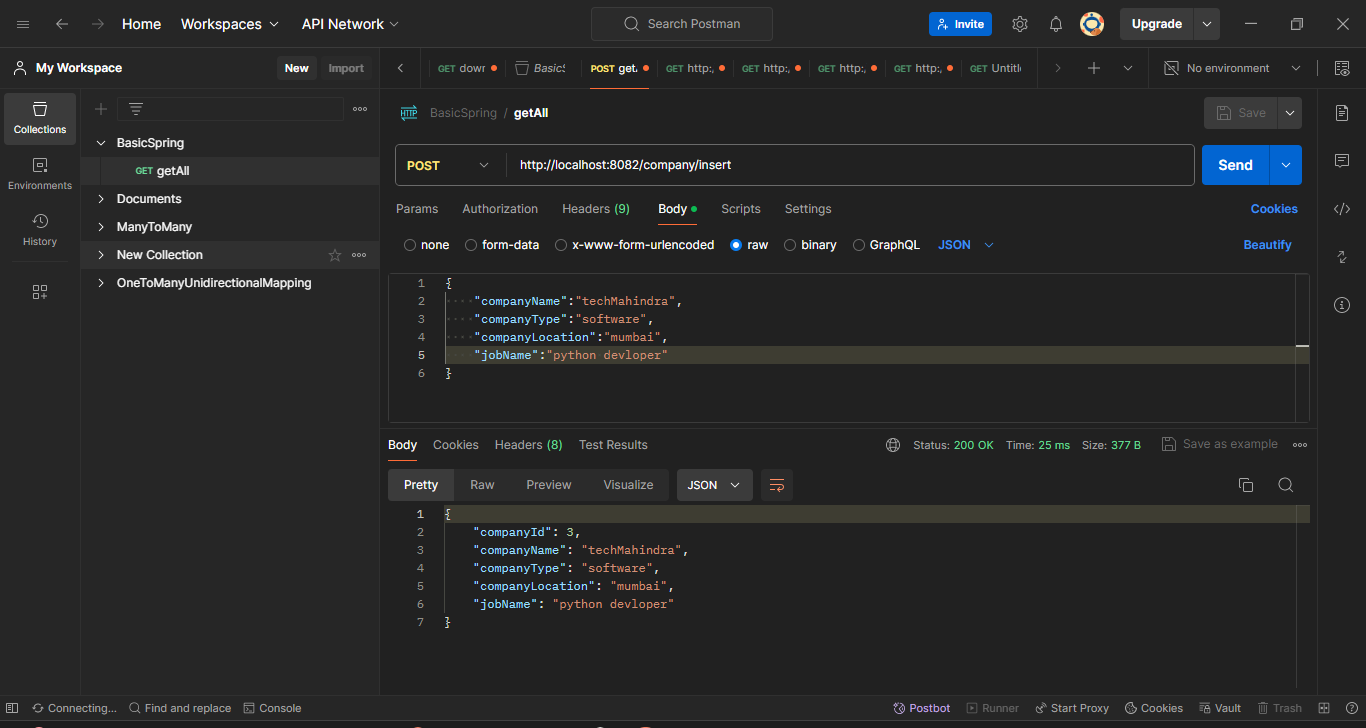 Home Workspaces API Network Search Postman Invite Upgrade
My Workspace New Import GET dowr BasicS POST get. GET http:, GET http:, GET http:, GET http:, GET Untitl No environment
Collections
Environments
History
BasicSpring
GET getAll
Documents
ManyToMany
New Collection
OneToManyUnidirectionalMapping
HTTP BasicSpring / getAll Save
POST http://localhost:8082/company/insert Send
Params Authorization Headers (9) Body Scripts Settings Cookies
none form-data x-www-form-urlencoded raw binary GraphQL JSON Beautify
1 {
2 "companyName":"techMahindra",
3 "companyType":"software",
4 "companyLocation":"mumbai",
5 "jobName":"python devloper"
6 }
Body Cookies Headers (8) Test Results Status: 200 OK Time: 25 ms Size: 377 B Save as example
Pretty Raw Preview Visualize JSON
1 {
2 "companyId": 3,
3 "companyName": "techMahindra",
4 "companyType": "software",
5 "companyLocation": "mumbai",
6 "jobName": "python devloper"
7 }
Connecting... Find and replace Console Postbot Runner Start Proxy Cookies Vault Trash